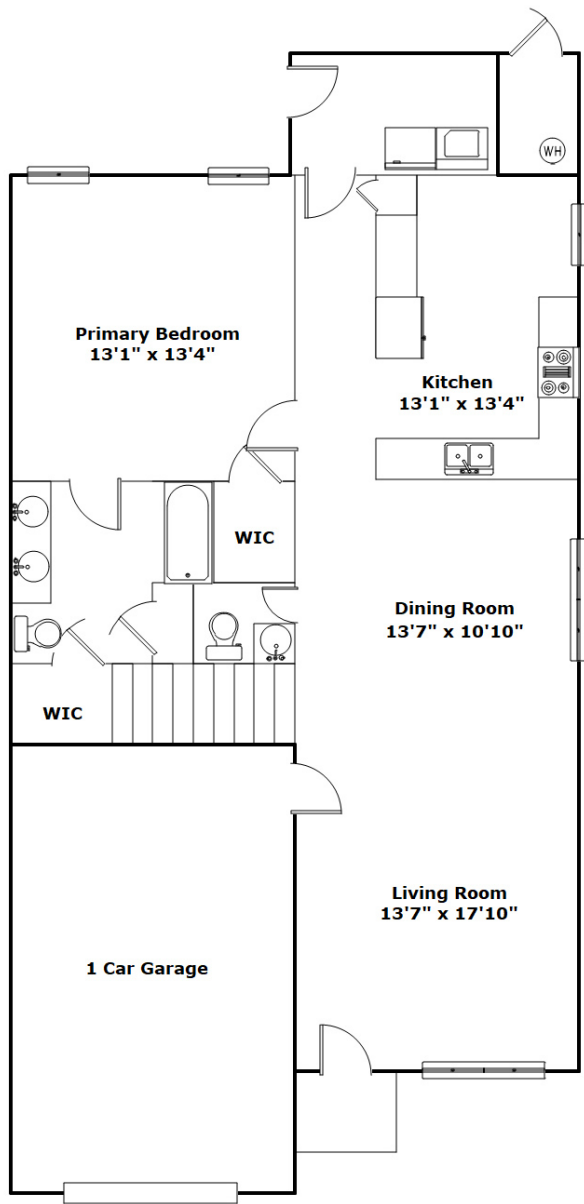 WH
Primary Bedroom
13'1" x 13'4"
Kitchen
13'1" x 13'4"
WIC
Dining Room
13'7" x 10'10"
WIC
Living Room
13'7" x 17'10"
1 Car Garage